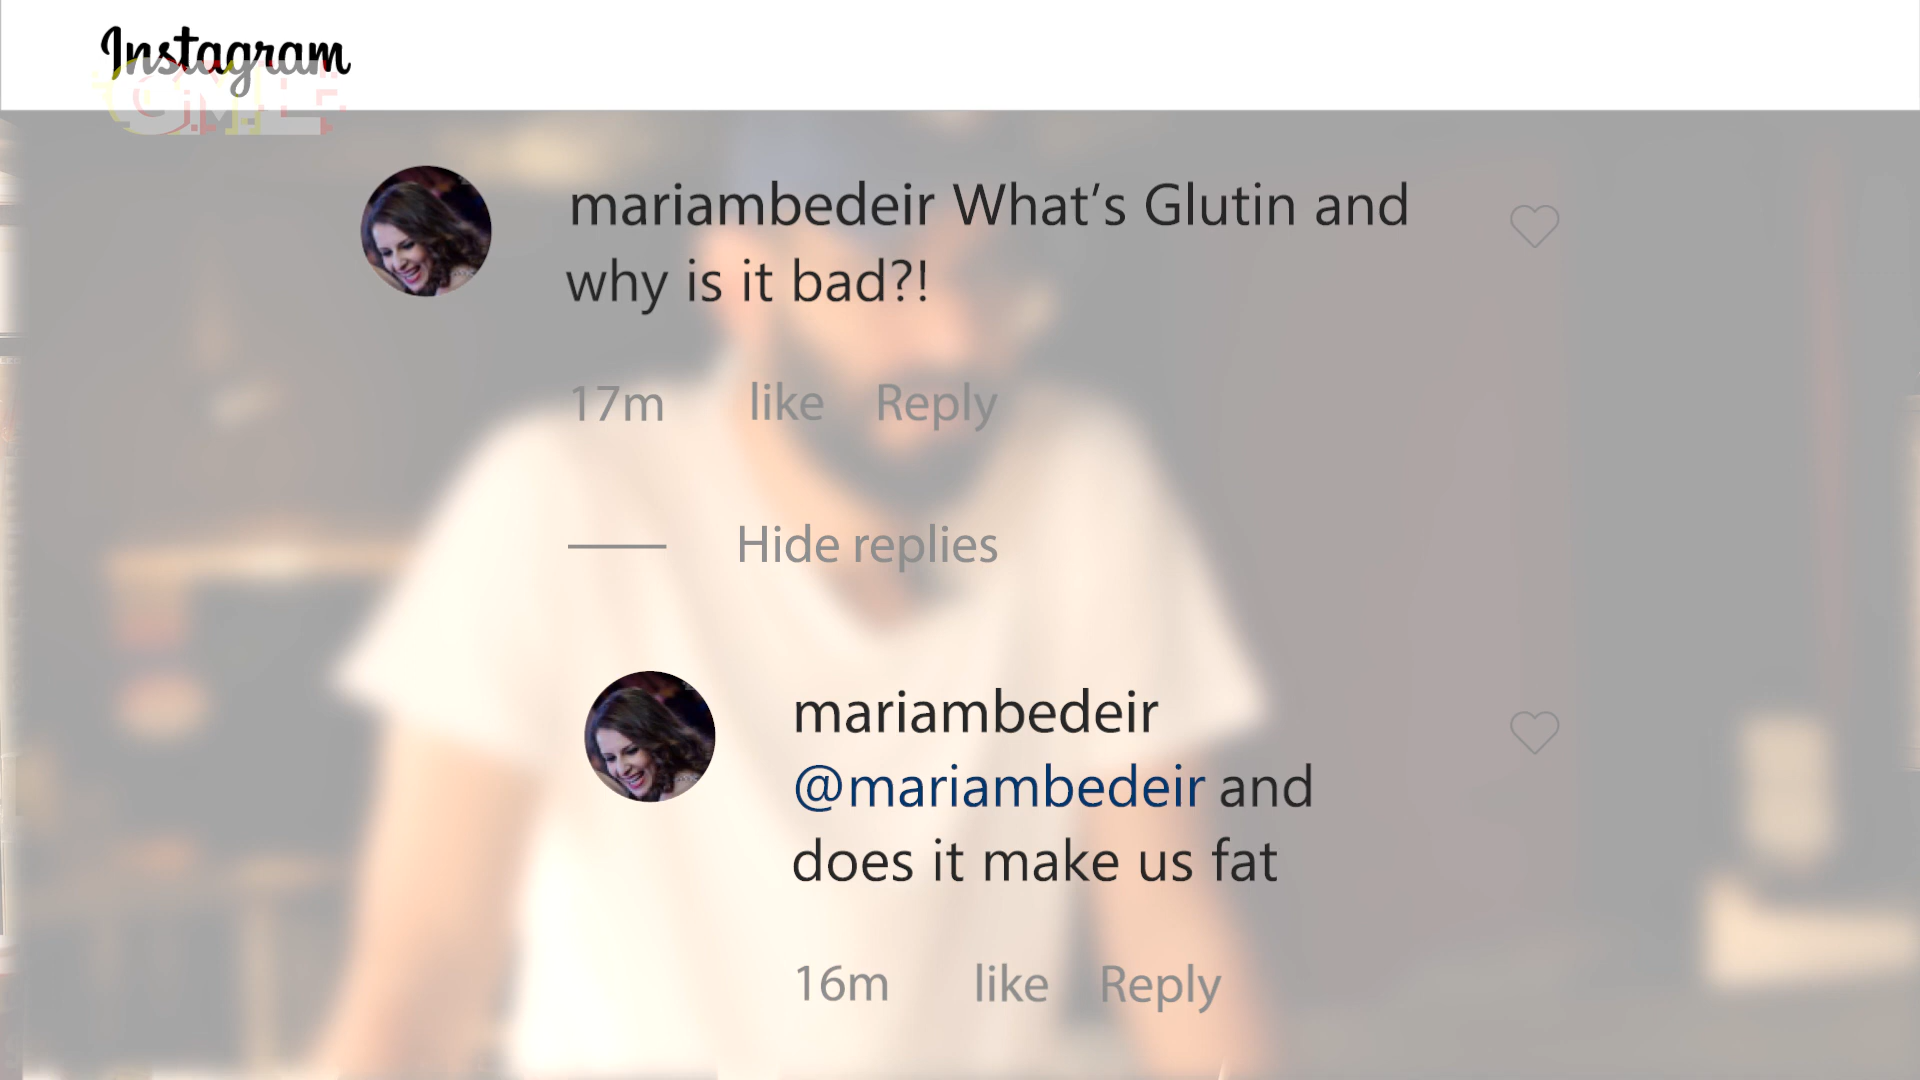 Instagram
mariambedeir What’s Glutin and
why is it bad?!
17m like Reply
Hide replies
mariambedeir
@mariambedeir and
does it make us fat
16m like Reply